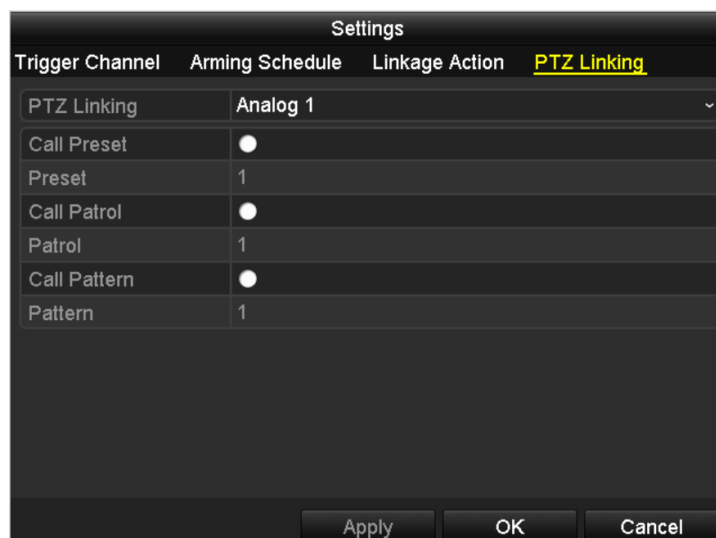 Settings
Trigger Channel Arming Schedule Linkage Action PTZ Linking
PTZ Linking Analog 1
Call Preset
Preset 1
Call Patrol
Patrol 1
Call Pattern
Pattern 1
Apply OK Cancel